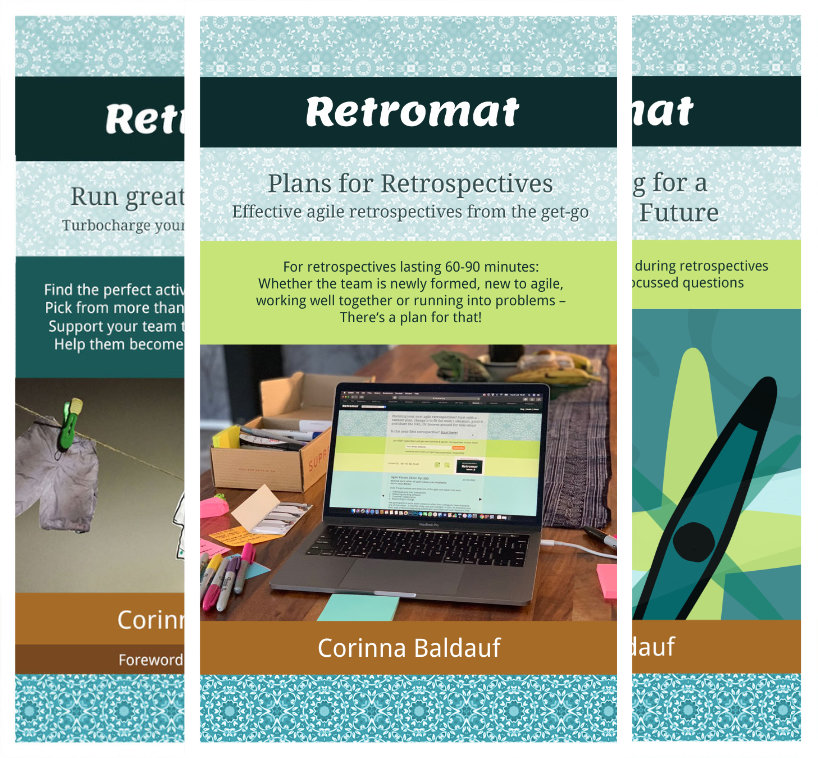 Retr
Run great
Turbocharge your
Find the perfect activ
Pick from more than
Support your team t
Help them become
Corinn
Foreword
Retromat
Plans for Retrospectives
Effective agile retrospectives from the get-go
For retrospectives lasting 60-90 minutes:
Whether the team is newly formed, new to agile,
working well together or running into problems –
There's a plan for that!
SUPP
MacBook Pro
Corinna Baldauf
mat
g for a
Future
during retrospectives
ocussed questions
dauf